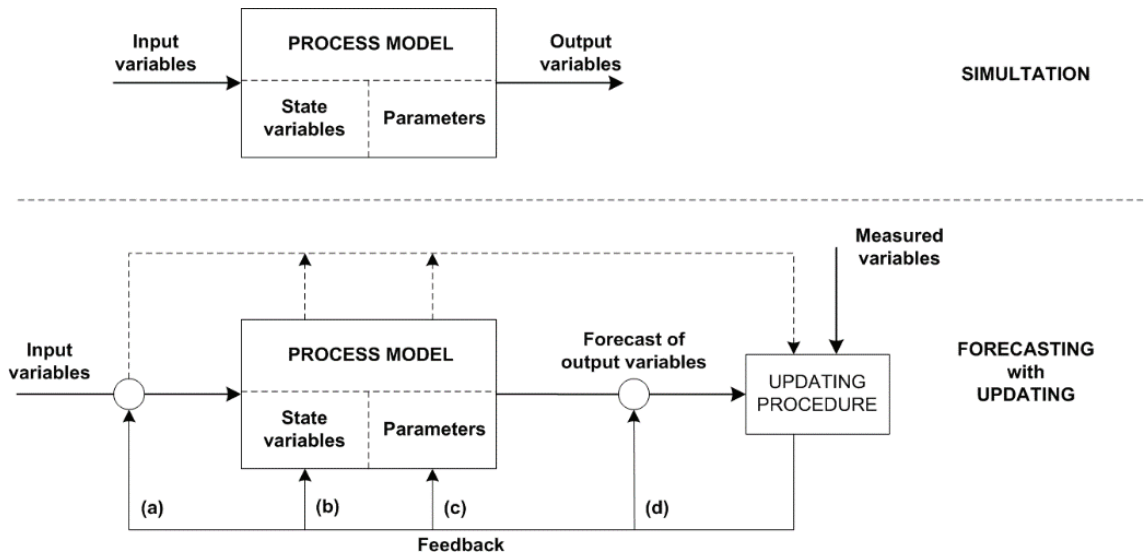 Input
variables
PROCESS MODEL
State
variables
Parameters
Output
variables
SIMULTATION
Measured
variables
Input
variables
PROCESS MODEL
State
variables
Parameters
Forecast of
output variables
UPDATING
PROCEDURE
FORECASTING
with
UPDATING
(a)
(b)
(c)
(d)
Feedback